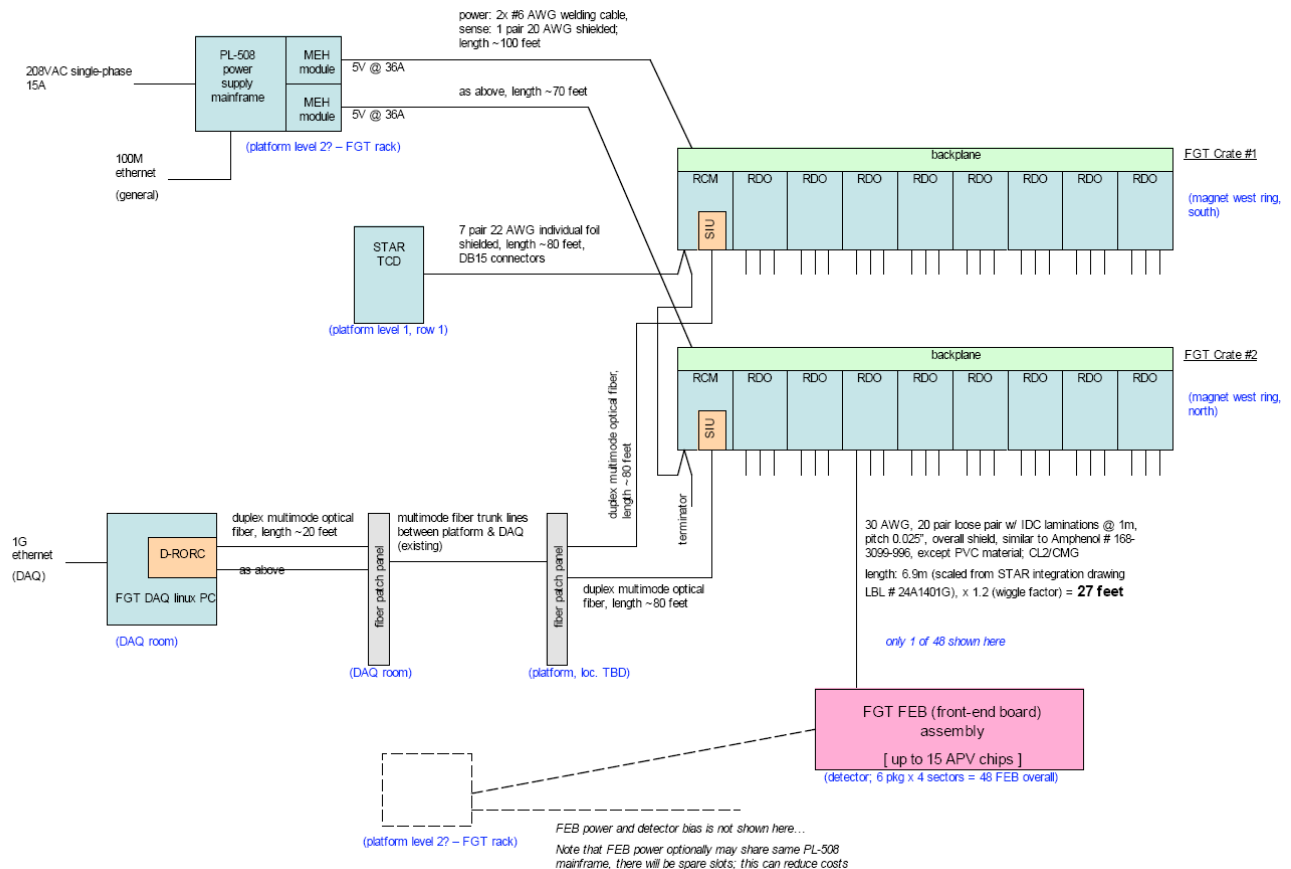 power: 2x #6 AWG welding cable,
sense: 1 pair 20 AWG shielded;
length ~100 feet
PL-508
power
supply
mainframe
MEH
module
5V @ 36A
208VAC single-phase
15A
as above, length ~70 feet
MEH
module
5V @ 36A
(platform level 2? – FGT rack)
100M
ethernet
(general)
backplane
FGT Crate #1
RCM
RDO
RDO
RDO
RDO
RDO
RDO
RDO
RDO
SIU
(magnet west ring,
south)
STAR
TCD
7 pair 22 AWG individual foil
shielded, length ~80 feet,
DB15 connectors
(platform level 1, row 1)
backplane
FGT Crate #2
RCM
RDO
RDO
RDO
RDO
RDO
RDO
RDO
RDO
SIU
(magnet west ring,
north)
duplex multimode optical fiber,
length ~80 feet
terminator
1G
ethernet
(DAQ)
D-RORC
FGT DAQ linux PC
(DAQ room)
duplex multimode optical
fiber, length ~20 feet
as above
fiber patch panel
(DAQ room)
multimode fiber trunk lines
between platform & DAQ
(existing)
fiber patch panel
(platform, loc. TBD)
duplex multimode optical
fiber, length ~80 feet
30 AWG, 20 pair loose pair w/ IDC laminations @ 1m,
pitch 0.025", overall shield, similar to Amphenol # 168-
3099-996, except PVC material; CL2/CMG
length: 6.9m (scaled from STAR integration drawing
LBL # 24A1401G), x 1.2 (wiggle factor) = 27 feet
only 1 of 48 shown here
FGT FEB (front-end board)
assembly
[ up to 15 APV chips ]
(detector; 6 pkg x 4 sectors = 48 FEB overall)
(platform level 2? – FGT rack)
FEB power and detector bias is not shown here…
Note that FEB power optionally may share same PL-508
mainframe, there will be spare slots; this can reduce costs